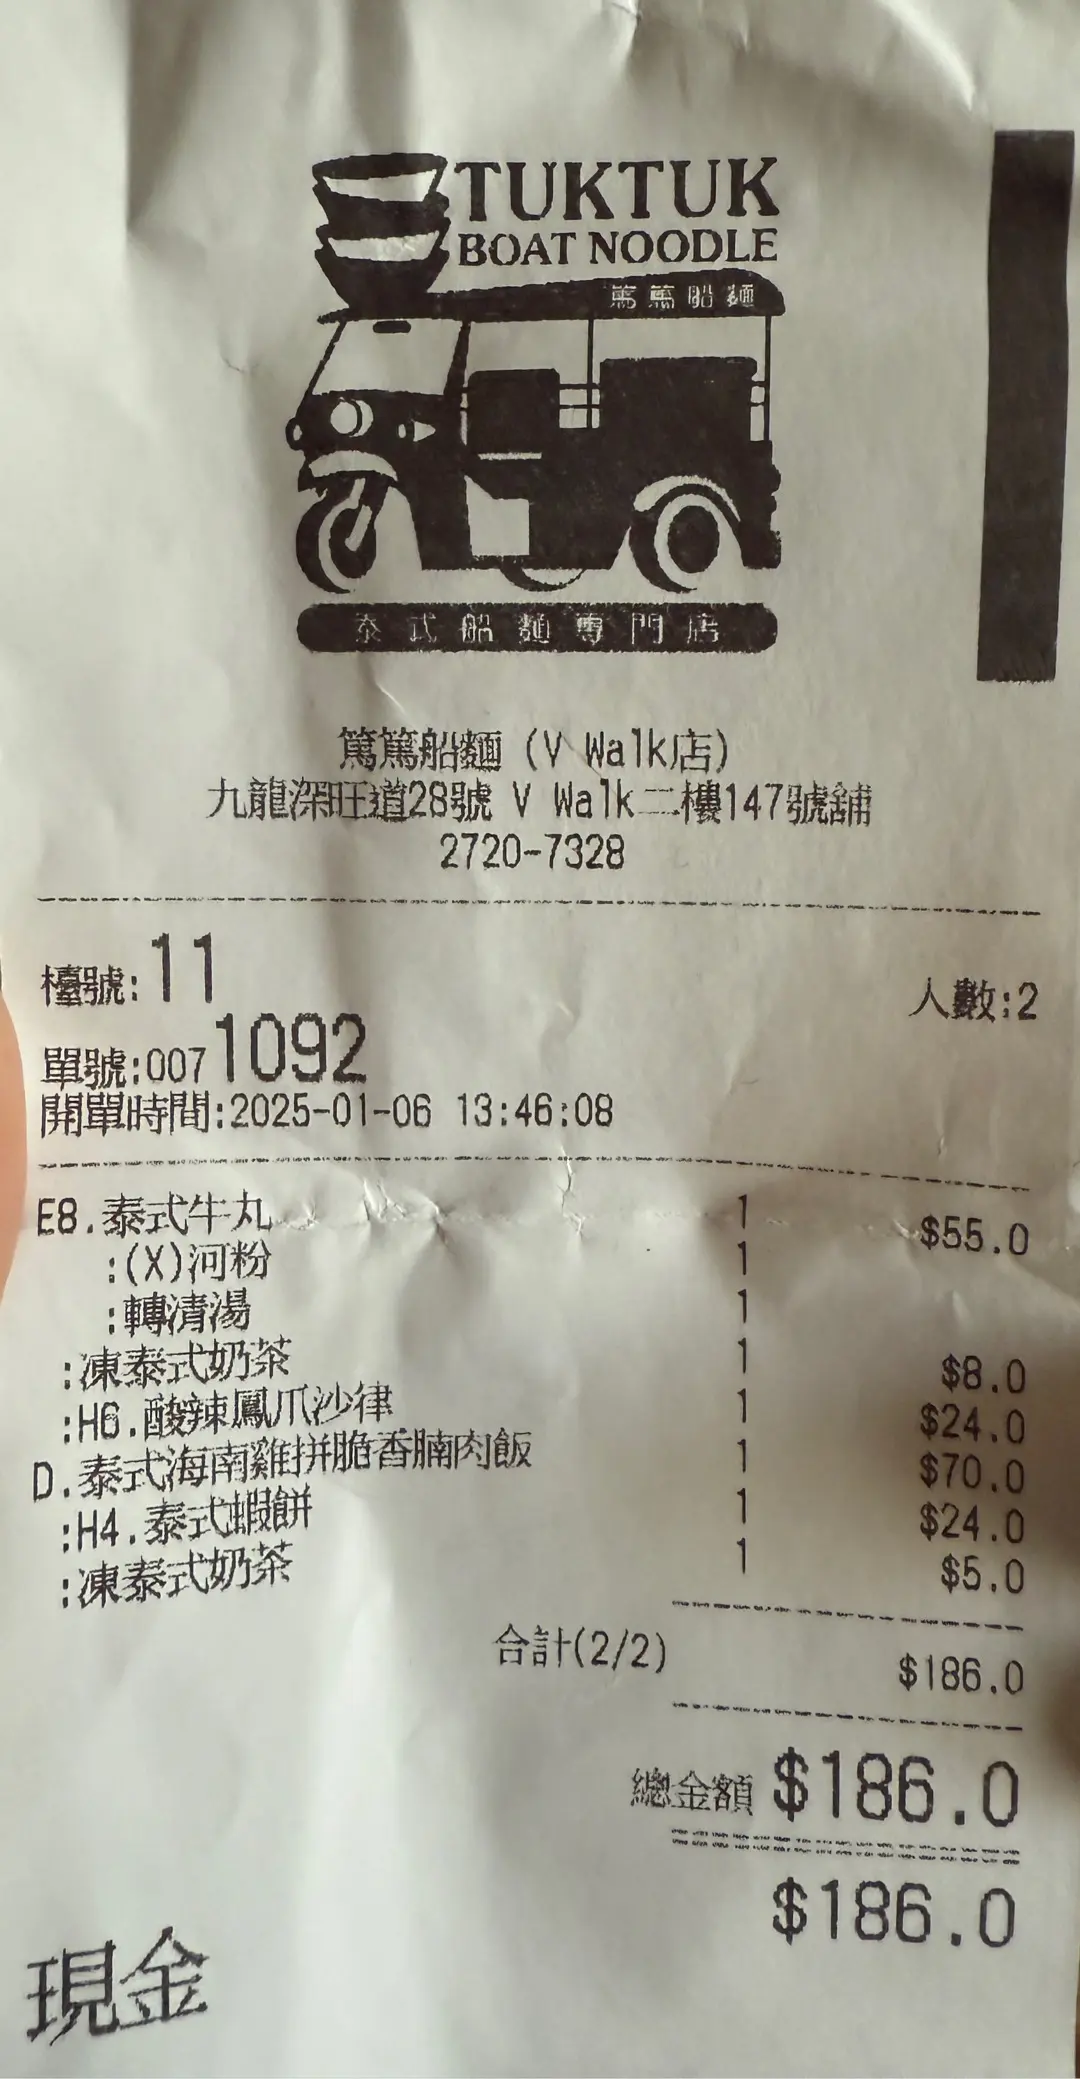 TUKTUK
BOAT NOODLE
篤篤船麵
泰式船麵專門店
篤篤船麵 (V Walk店)
九龍深旺道28號 V Walk二樓147號舖
2720-7328
檯號:11 人數:2
單號:0071092
開單時間:2025-01-06 13:46:08
E8.泰式牛丸 1 $55.0
:(X)河粉 1
:轉清湯 1
:凍泰式奶茶 1 $8.0
:H6.酸辣鳳爪沙律 1 $24.0
D.泰式海南雞拼脆香腩肉飯 1 $70.0
:H4.泰式蝦餅 1 $24.0
:凍泰式奶茶 1 $5.0
合計(2/2) $186.0
總金額 $186.0
$186.0
現金